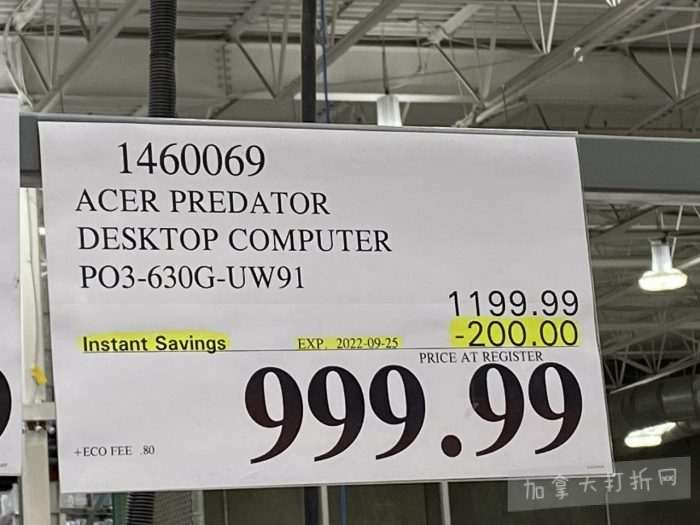 1460069
ACER PREDATOR
DESKTOP COMPUTER
PO3-630G-UW91
1199.99
Instant Savings EXP. 2022-09-25 -200.00
PRICE AT REGISTER
999.99
+ECO FEE .80
加拿大打折网